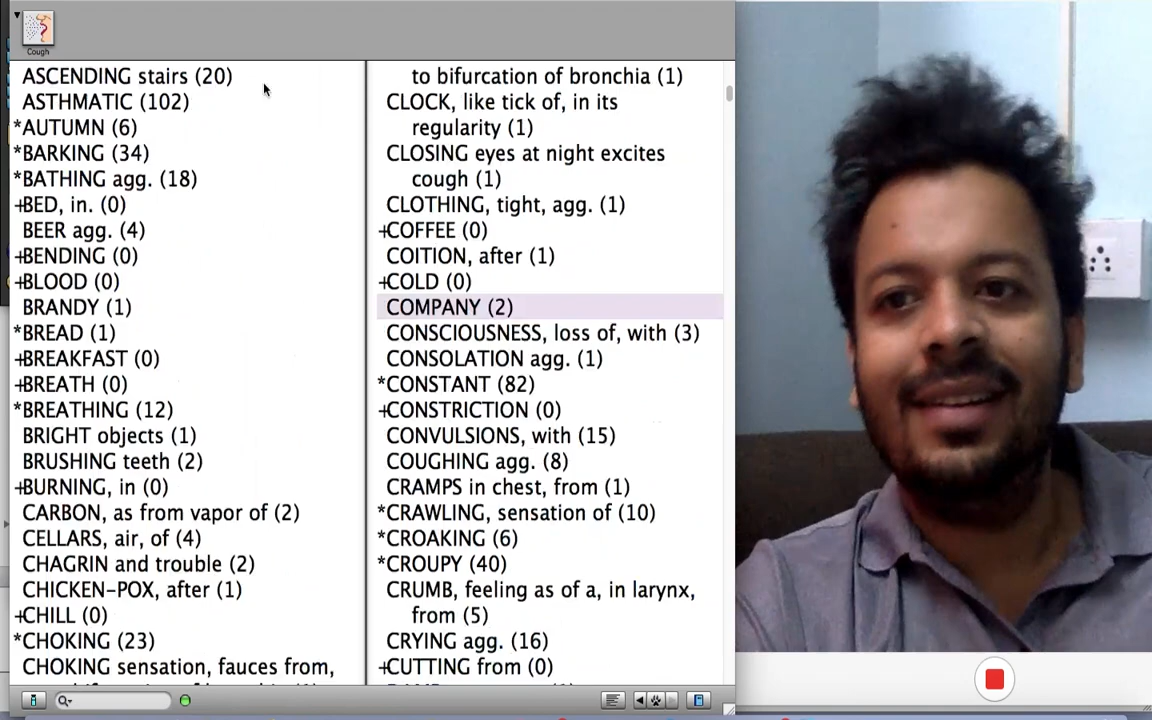 Cough
ASCENDING stairs (20)
ASTHMATIC (102)
*AUTUMN (6)
*BARKING (34)
*BATHING agg. (18)
+BED, in. (0)
BEER agg. (4)
+BENDING (0)
+BLOOD (0)
BRANDY (1)
*BREAD (1)
+BREAKFAST (0)
+BREATH (0)
*BREATHING (12)
BRIGHT objects (1)
BRUSHING teeth (2)
+BURNING, in (0)
CARBON, as from vapor of (2)
CELLARS, air, of (4)
CHAGRIN and trouble (2)
CHICKEN-POX, after (1)
+CHILL (0)
*CHOKING (23)
CHOKING sensation, fauces from,
to bifurcation of bronchia (1)
CLOCK, like tick of, in its
regularity (1)
CLOSING eyes at night excites
cough (1)
CLOTHING, tight, agg. (1)
+COFFEE (0)
COITION, after (1)
+COLD (0)
COMPANY (2)
CONSCIOUSNESS, loss of, with (3)
CONSOLATION agg. (1)
*CONSTANT (82)
+CONSTRICTION (0)
CONVULSIONS, with (15)
COUGHING agg. (8)
CRAMPS in chest, from (1)
*CRAWLING, sensation of (10)
*CROAKING (6)
*CROUPY (40)
CRUMB, feeling as of a, in larynx,
from (5)
CRYING agg. (16)
+CUTTING from (0)